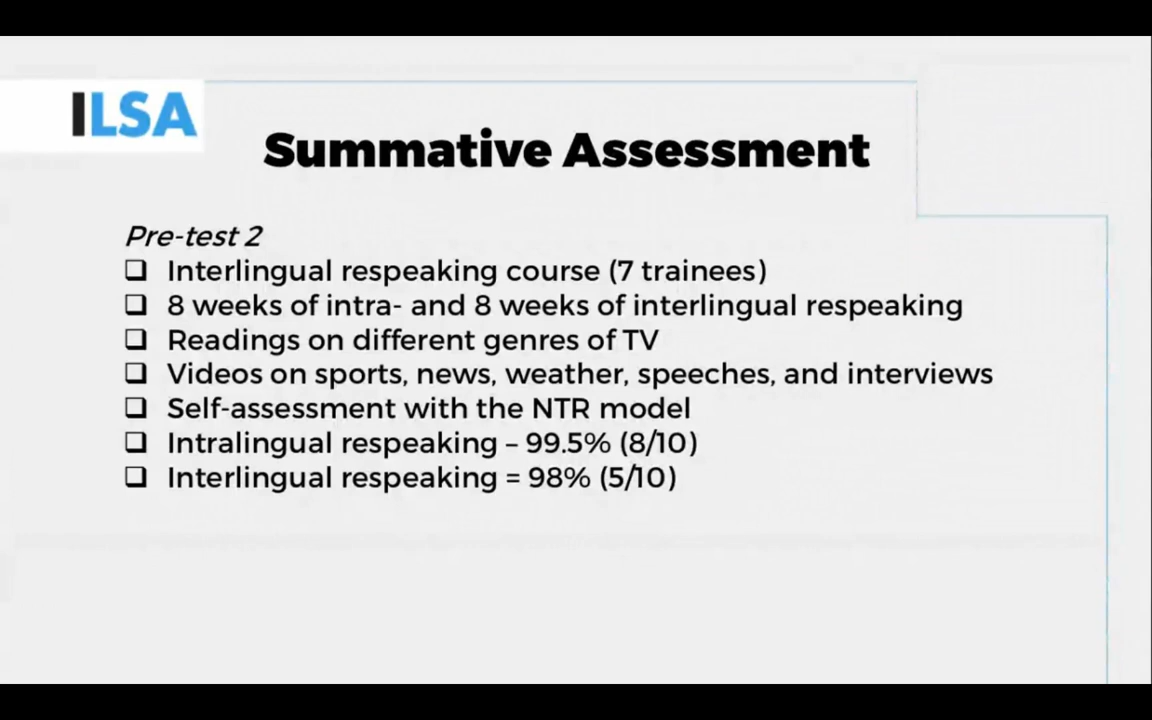 ILSA
Summative Assessment
Pre-test 2
❑ Interlingual respeaking course (7 trainees)
❑ 8 weeks of intra- and 8 weeks of interlingual respeaking
❑ Readings on different genres of TV
❑ Videos on sports, news, weather, speeches, and interviews
❑ Self-assessment with the NTR model
❑ Intralingual respeaking – 99.5% (8/10)
❑ Interlingual respeaking = 98% (5/10)